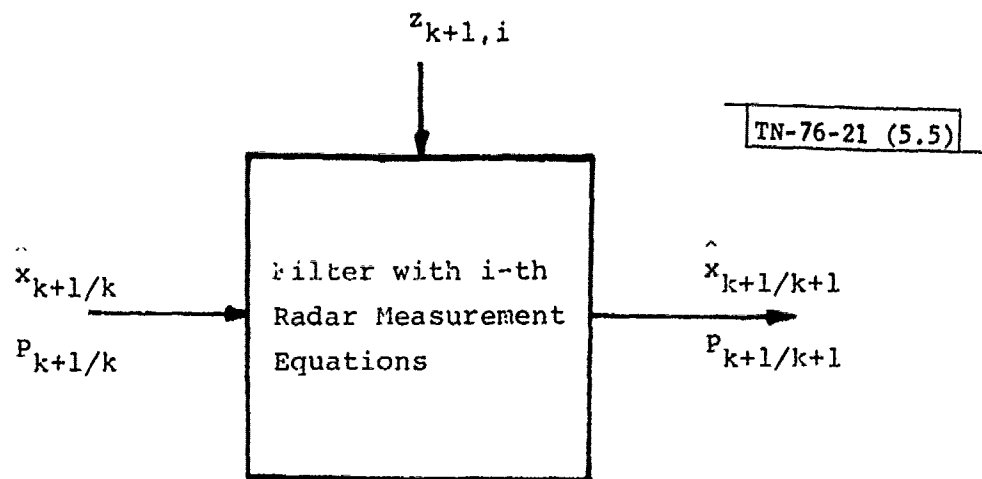 z_{k+1,i}
TN-76-21 (5.5)
x̂_{k+1/k}
P_{k+1/k}
Filter with i-th
Radar Measurement
Equations
x̂_{k+1/k+1}
P_{k+1/k+1}